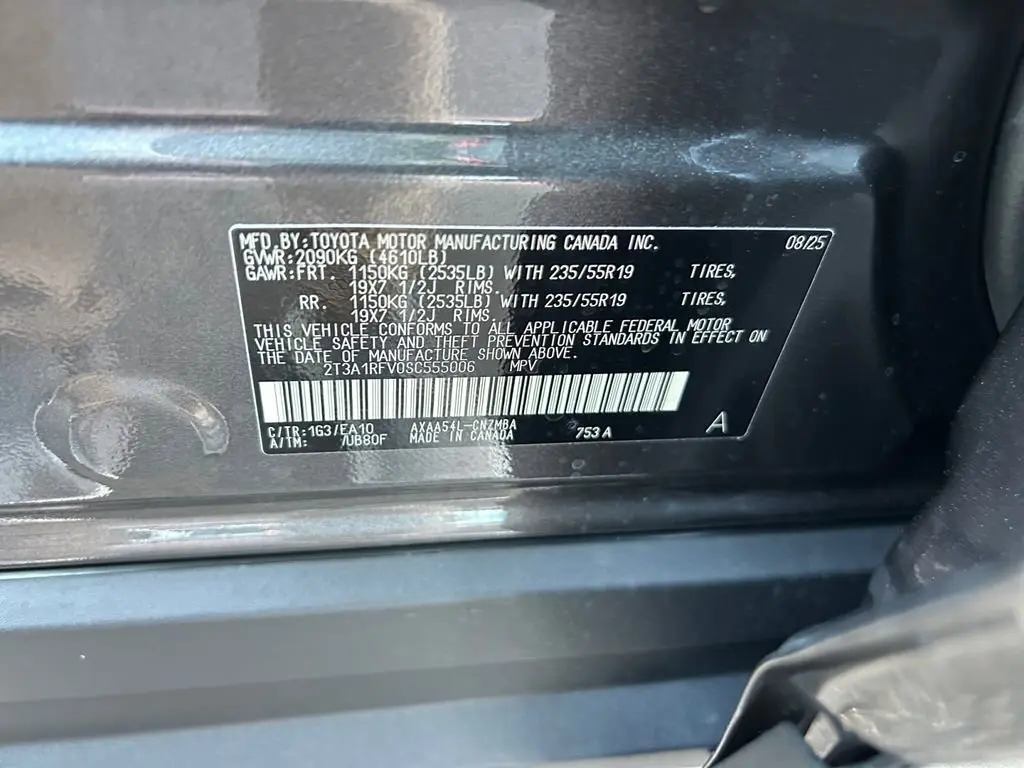 MFD.BY:TOYOTA MOTOR MANUFACTURING CANADA INC. 08/25
GVWR:2090KG (4610LB)
GAWR:FRT. 1150KG (2535LB) WITH 235/55R19 TIRES,
19X7 1/2J RIMS.
RR. 1150KG (2535LB) WITH 235/55R19 TIRES,
19X7 1/2J RIMS.
THIS VEHICLE CONFORMS TO ALL APPLICABLE FEDERAL MOTOR
VEHICLE SAFETY AND THEFT PREVENTION STANDARDS IN EFFECT ON
THE DATE OF MANUFACTURE SHOWN ABOVE.
2T3A1RFV0SC555006 MPV
C/TR:1G3/EA10 AXAA54L-CNZMBA
A/TM: /UB80F MADE IN CANADA 753A A